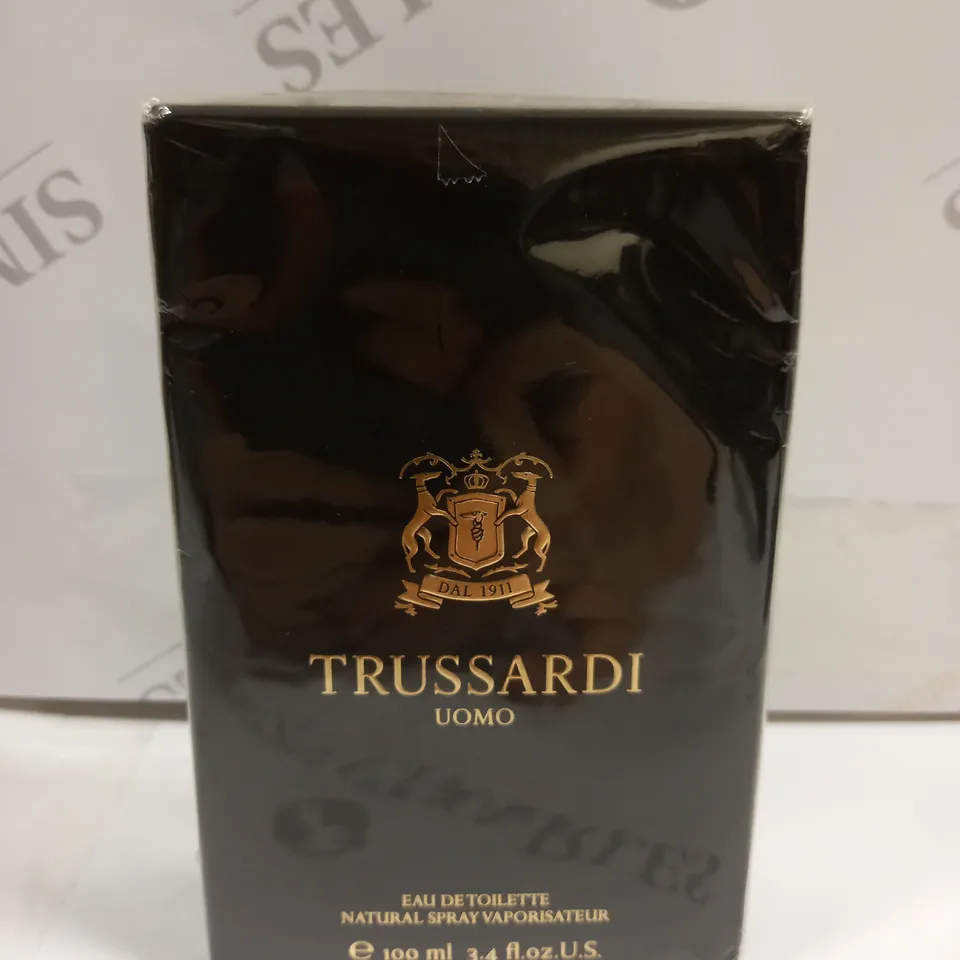 DAL 1911
TRUSSARDI
UOMO
EAU DE TOILETTE
NATURAL SPRAY VAPORISATEUR
e 100 ml 3.4 fl.oz.U.S.